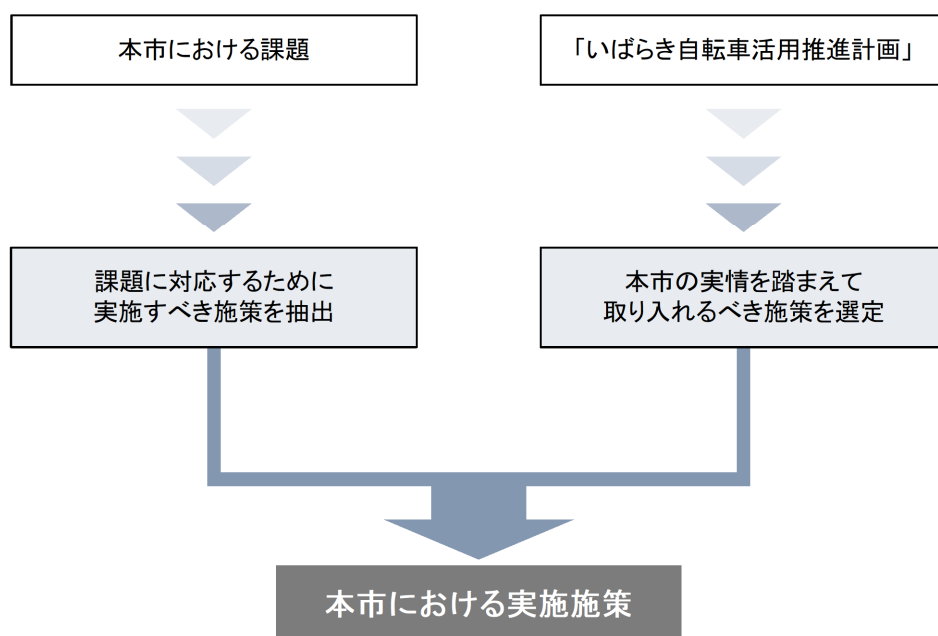 本市における課題
「いばらき自転車活用推進計画」
課題に対応するために
実施すべき施策を抽出
本市の実情を踏まえて
取り入れるべき施策を選定
本市における実施施策